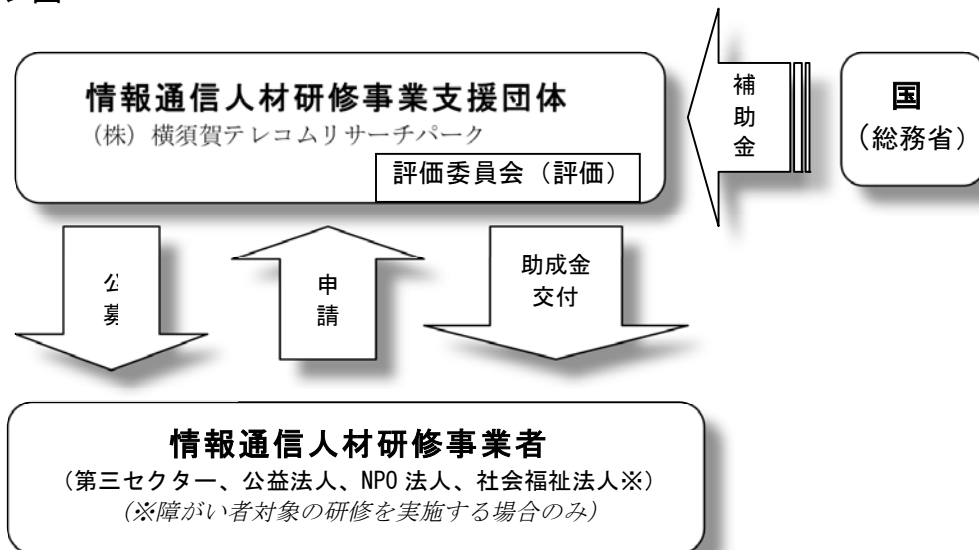 情報通信人材研修事業支援団体
（株）横須賀テレコムリサーチパーク
評価委員会（評価）
補助金
国
（総務省）
公募
申請
助成金
交付
情報通信人材研修事業者
（第三セクター、公益法人、NPO 法人、社会福祉法人※）
（※障がい者対象の研修を実施する場合のみ）